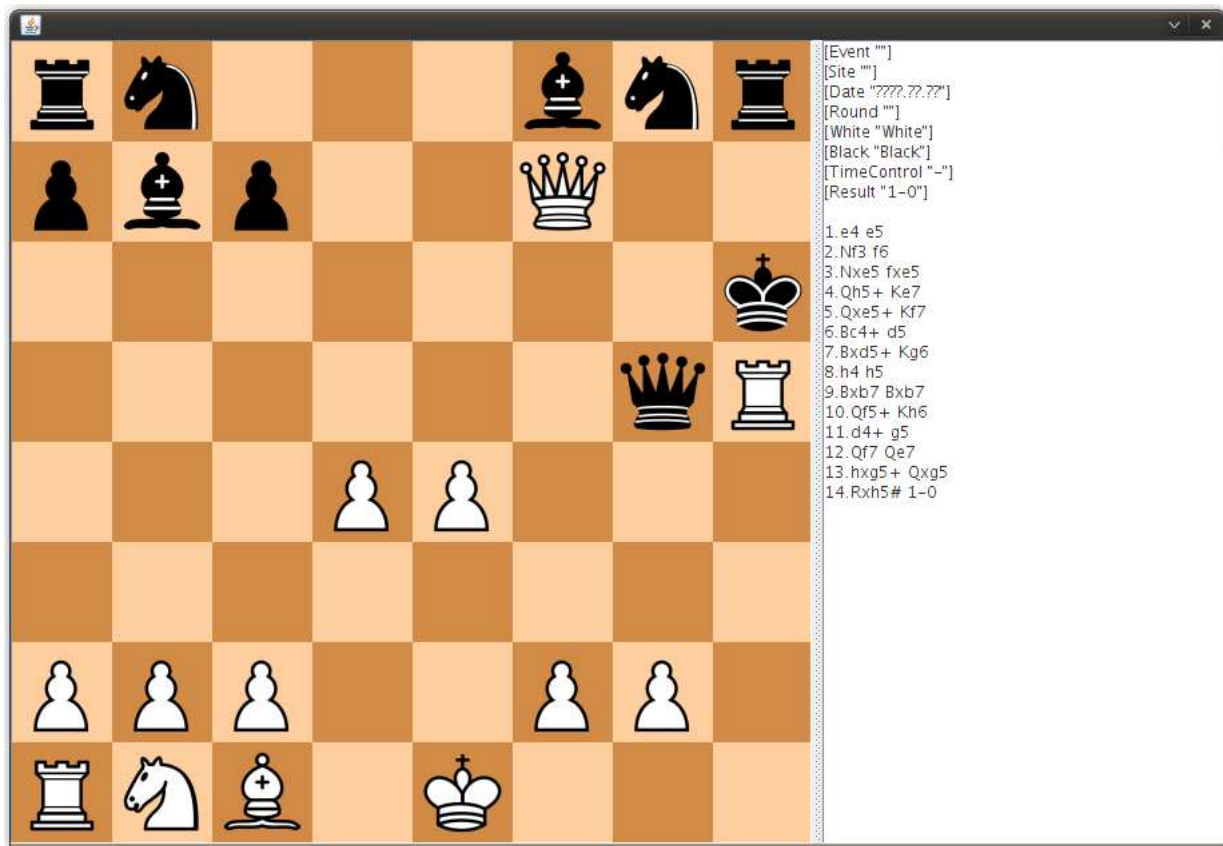 [Event ""]
[Site ""]
[Date "????.??.??"]
[Round ""]
[White "White"]
[Black "Black"]
[TimeControl "-"]
[Result "1-0"]
1.e4 e5
2.Nf3 f6
3.Nxe5 fxe5
4.Qh5+ Ke7
5.Qxe5+ Kf7
6.Bc4+ d5
7.Bxd5+ Kg6
8.h4 h5
9.Bxb7 Bxb7
10.Qf5+ Kh6
11.d4+ g5
12.Qf7 Qe7
13.hxg5+ Qxg5
14.Rxh5# 1-0